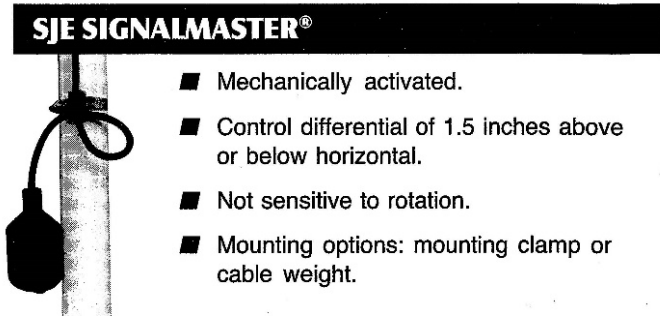 SJE SIGNALMASTER®
■ Mechanically activated.
■ Control differential of 1.5 inches above
or below horizontal.
■ Not sensitive to rotation.
■ Mounting options: mounting clamp or
cable weight.